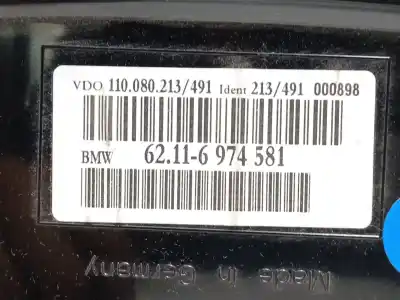 VDO 110.080.213/491 Ident 213/491 000898
BMW 62.11-6 974 581
Made In Germany